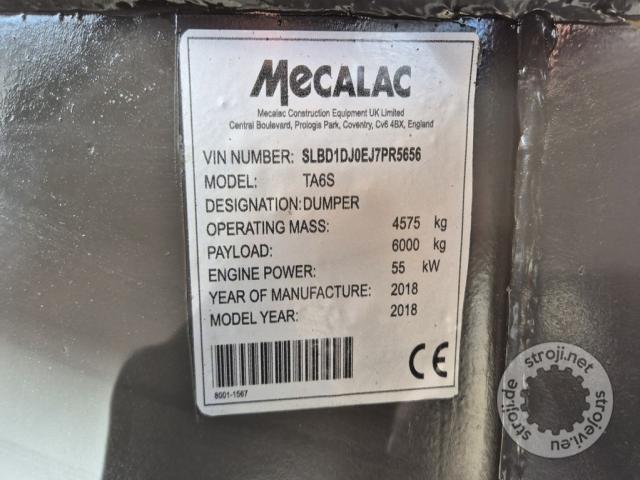 MECALAC
Mecalac Construction Equipment UK Limited
Central Boulevard, Prologis Park, Coventry, Cv6 4BX, England
VIN NUMBER: SLBD1DJ0EJ7PR5656
MODEL: TA6S
DESIGNATION: DUMPER
OPERATING MASS: 4575 kg
PAYLOAD: 6000 kg
ENGINE POWER: 55 kW
YEAR OF MANUFACTURE: 2018
MODEL YEAR: 2018
CE
8001-1567
stroji.net
stroji.de
strojevi.eu